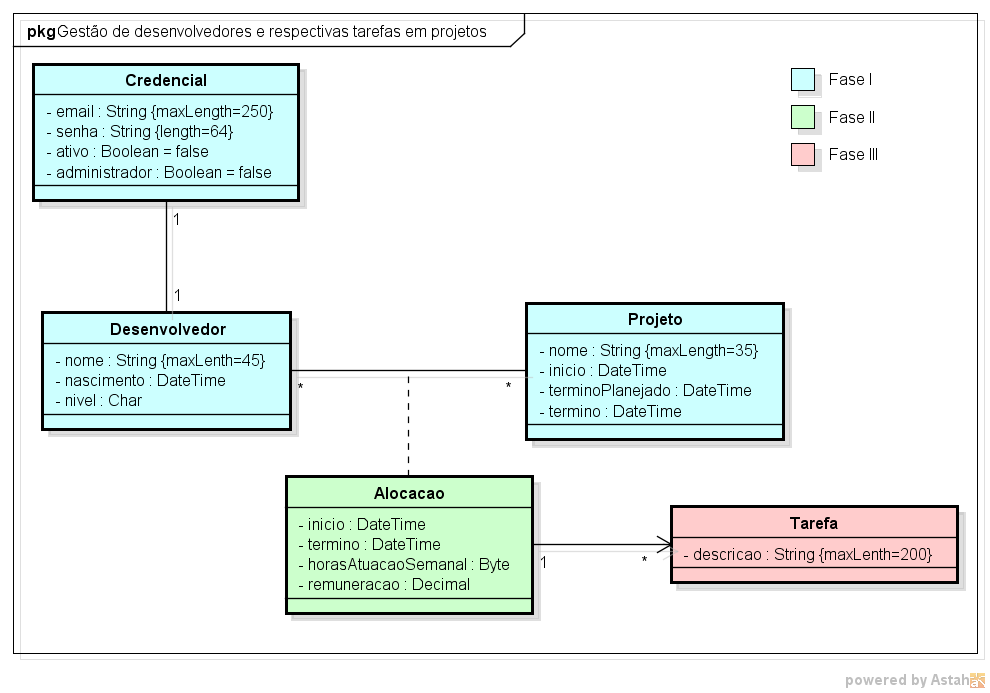 pkg Gestão de desenvolvedores e respectivas tarefas em projetos
Credencial
- email : String {maxLength=250}
- senha : String {length=64}
- ativo : Boolean = false
- administrador : Boolean = false
Fase I
Fase II
Fase III
1
1
Desenvolvedor
- nome : String {maxLenth=45}
- nascimento : DateTime
- nivel : Char
*
*
Projeto
- nome : String {maxLength=35}
- inicio : DateTime
- terminoPlanejado : DateTime
- termino : DateTime
Alocacao
- inicio : DateTime
- termino : DateTime
- horasAtuacaoSemanal : Byte
- remuneracao : Decimal
1
*
Tarefa
- descricao : String {maxLenth=200}
powered by Astah